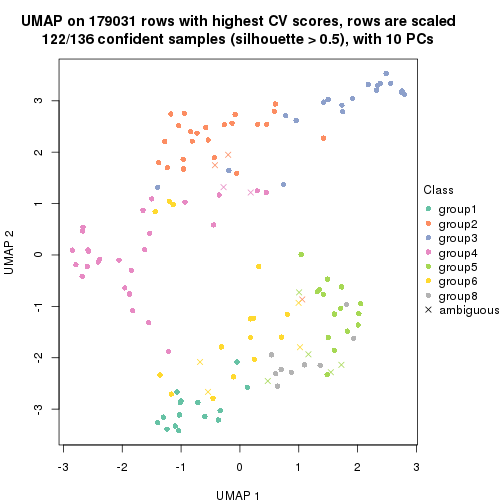 UMAP on 179031 rows with highest CV scores, rows are scaled
122/136 confident samples (silhouette > 0.5), with 10 PCs
UMAP 2
3
2
1
0
-1
-2
-3
-3
-2
-1
0
1
2
3
UMAP 1
Class
group1
group2
group3
group4
group5
group6
group8
ambiguous